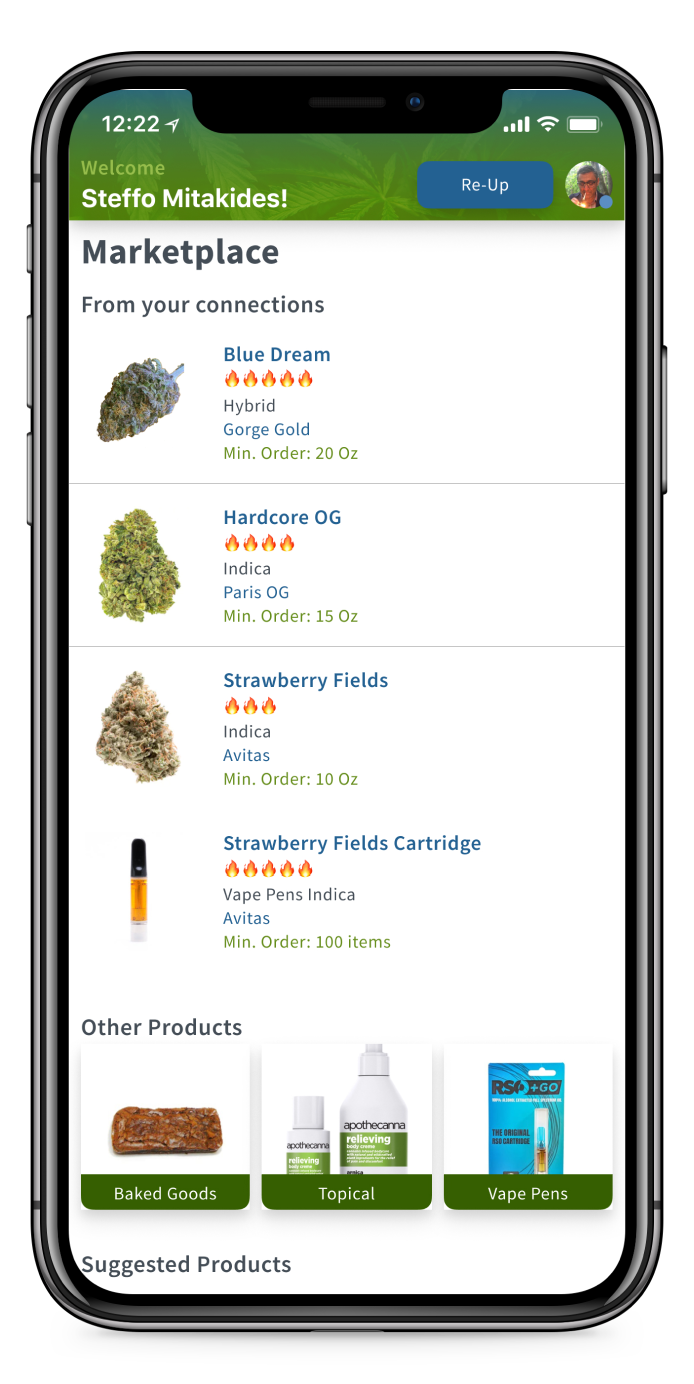 12:22
Welcome
Steffo Mitakides!
Re-Up
Marketplace
From your connections
Blue Dream
🔥🔥🔥🔥🔥
Hybrid
Gorge Gold
Min. Order: 20 Oz
Hardcore OG
🔥🔥🔥🔥
Indica
Paris OG
Min. Order: 15 Oz
Strawberry Fields
🔥🔥🔥
Indica
Avitas
Min. Order: 10 Oz
Strawberry Fields Cartridge
🔥🔥🔥🔥🔥
Vape Pens Indica
Avitas
Min. Order: 100 items
Other Products
apothecanna
relieving
body creme
apothecanna
relieving
body creme
arnica
RSO +GO
THE ORIGINAL
RSO CARTRIDGE
Baked Goods
Topical
Vape Pens
Suggested Products